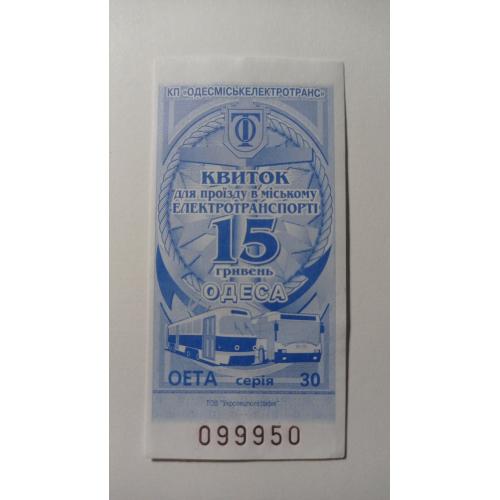 КП "ОДЕСМІСЬКЕЛЕКТРОТРАНС"
КВИТОК
для проїзду в міському
ЕЛЕКТРОТРАНСПОРТІ
15
гривень
ОДЕСА
ОЕТА серія 30
ТОВ "Укрспецполіграфія"
099950